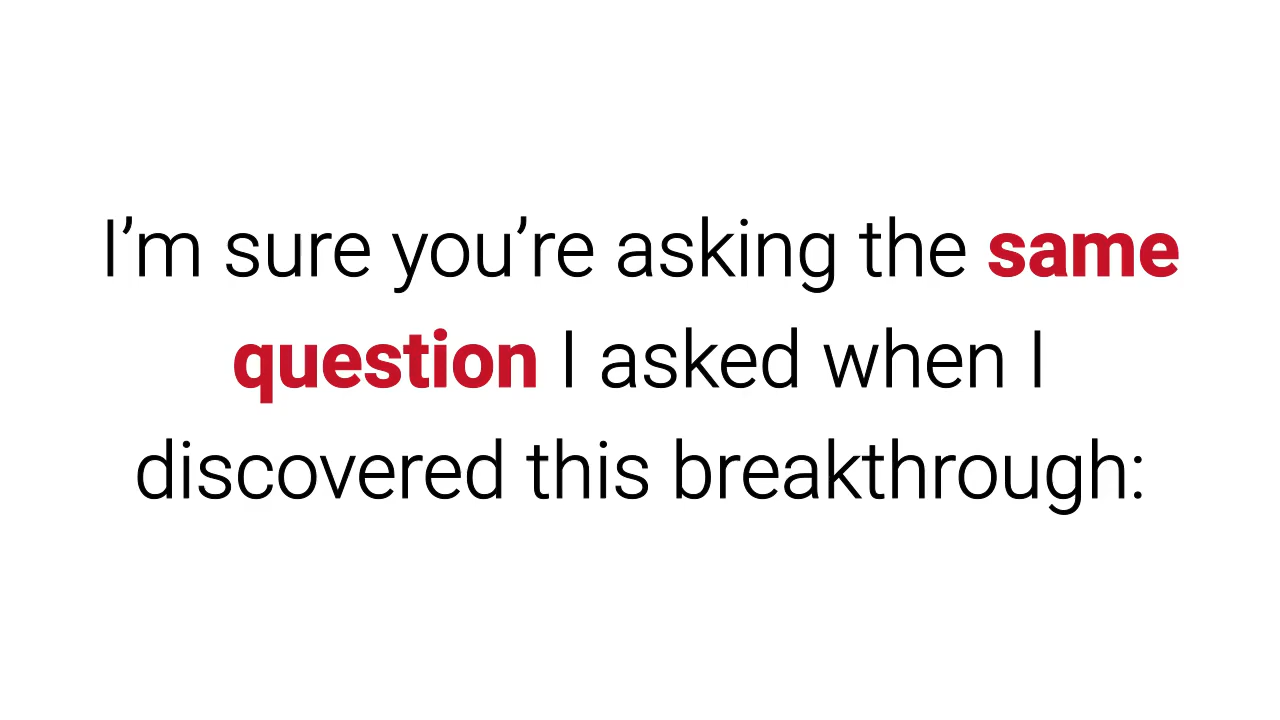 I’m sure you’re asking the same
question I asked when I
discovered this breakthrough: